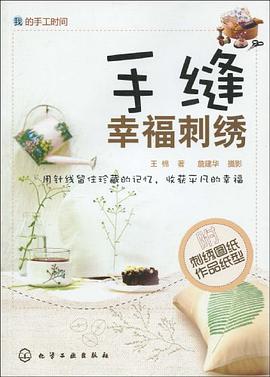 我的手工时间
手缝
幸福刺绣
王棉 著 詹建华 摄影
用针线留住珍藏的记忆，收获平凡的幸福
附
刺绣图纸
作品纸型
化学工业出版社